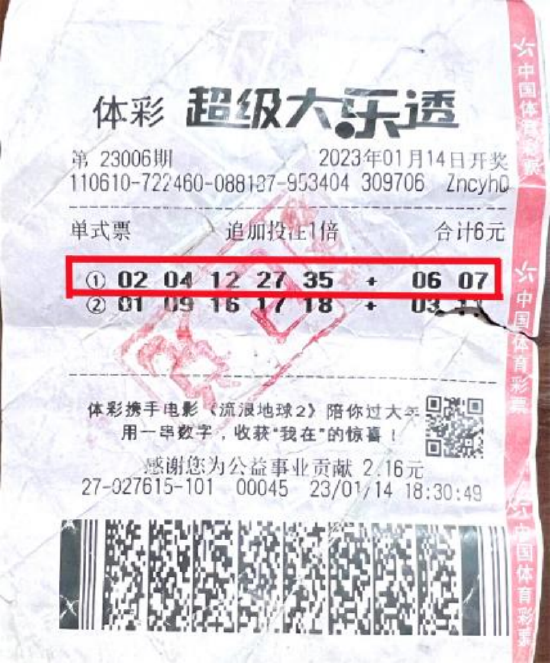 体彩 超级大乐透
第 23006期 2023年01月14日开奖
110610-722460-088187-953404 309706 ZncyhD
单式票 追加投注1倍 合计6元
① 02 04 12 27 35 + 06 07
② 01 09 16 17 18 + 03 11
体彩携手电影《流浪地球2》陪你过大年
用一串数字，收获“我在”的惊喜！
感谢您为公益事业贡献 2.16元
27-027615-101 00045 23/01/14 18:30:49
中国体育彩票
中国体育彩票
中国体育彩票